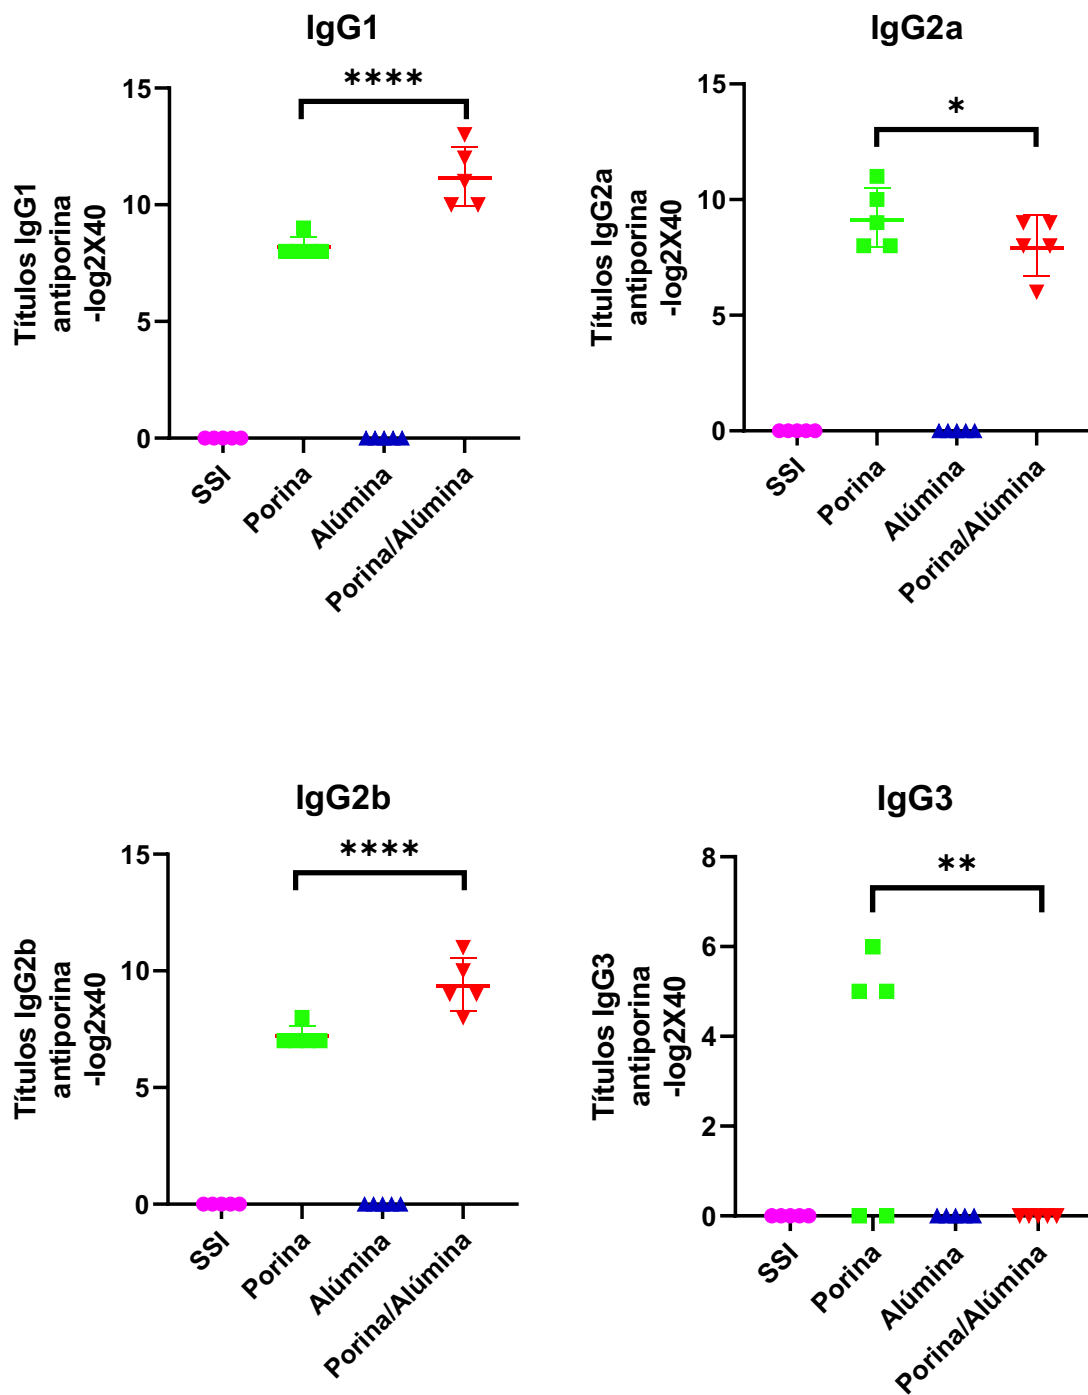 IgG1
****
Títulos IgG1
antiporina
-log2X40
15
10
5
0
SSI
Porina
Alúmina
Porina/Alúmina
IgG2a
*
Títulos IgG2a
antiporina
-log2X40
15
10
5
0
SSI
Porina
Alúmina
Porina/Alúmina
IgG2b
****
Títulos IgG2b
antiporina
-log2x40
15
10
5
0
SSI
Porina
Alúmina
Porina/Alúmina
IgG3
**
Títulos IgG3
antiporina
-log2X40
8
6
4
2
0
SSI
Porina
Alúmina
Porina/Alúmina